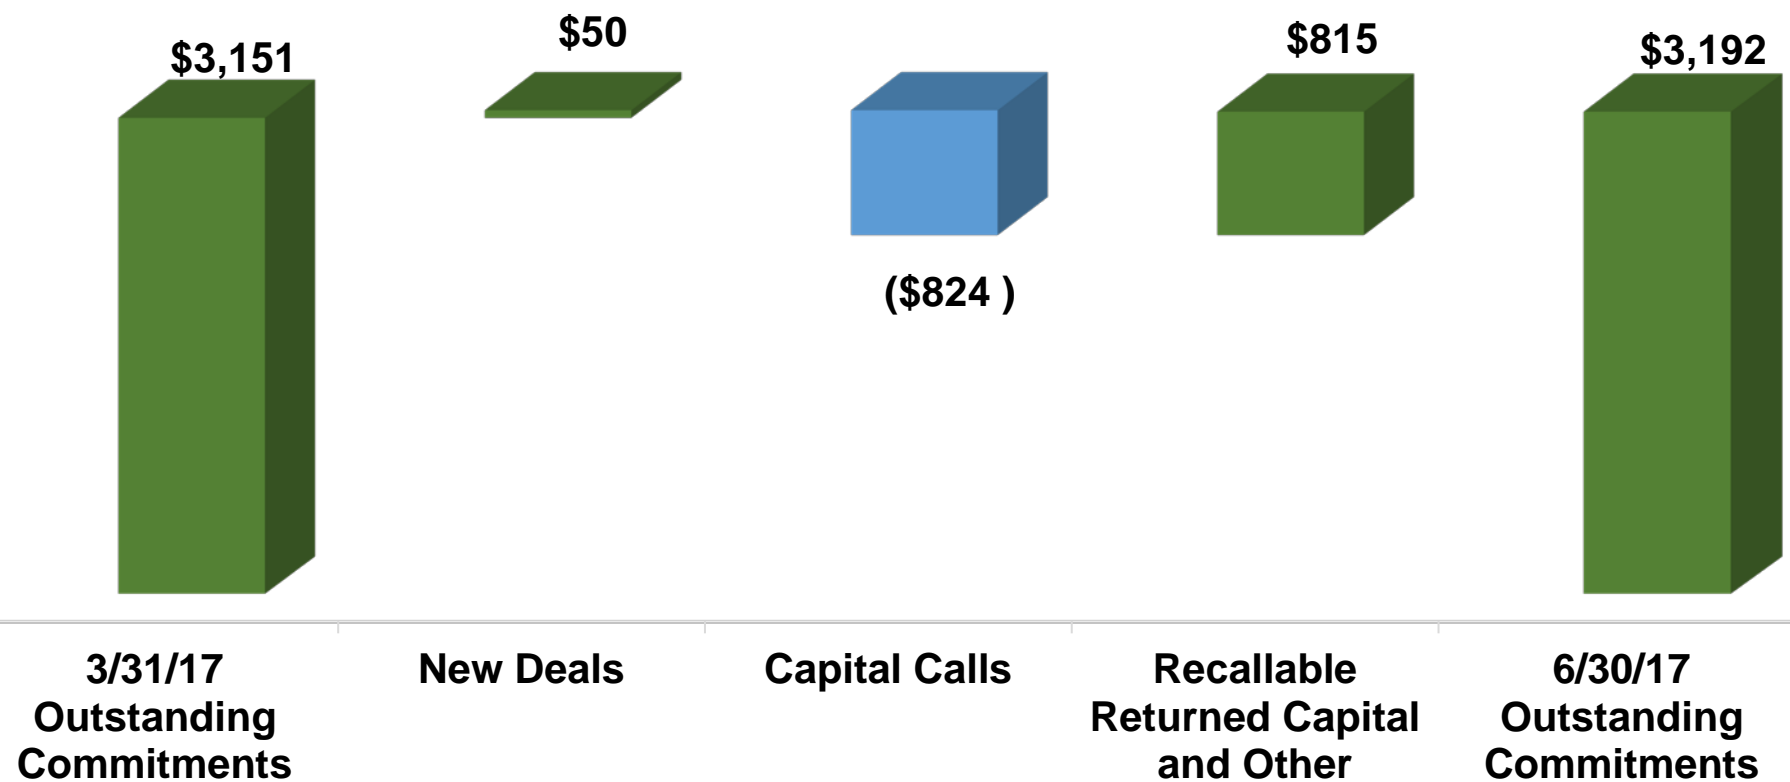 $3,151
$50
($824 )
$815
$3,192
3/31/17
Outstanding
Commitments
New Deals
Capital Calls
Recallable
Returned Capital
and Other
6/30/17
Outstanding
Commitments